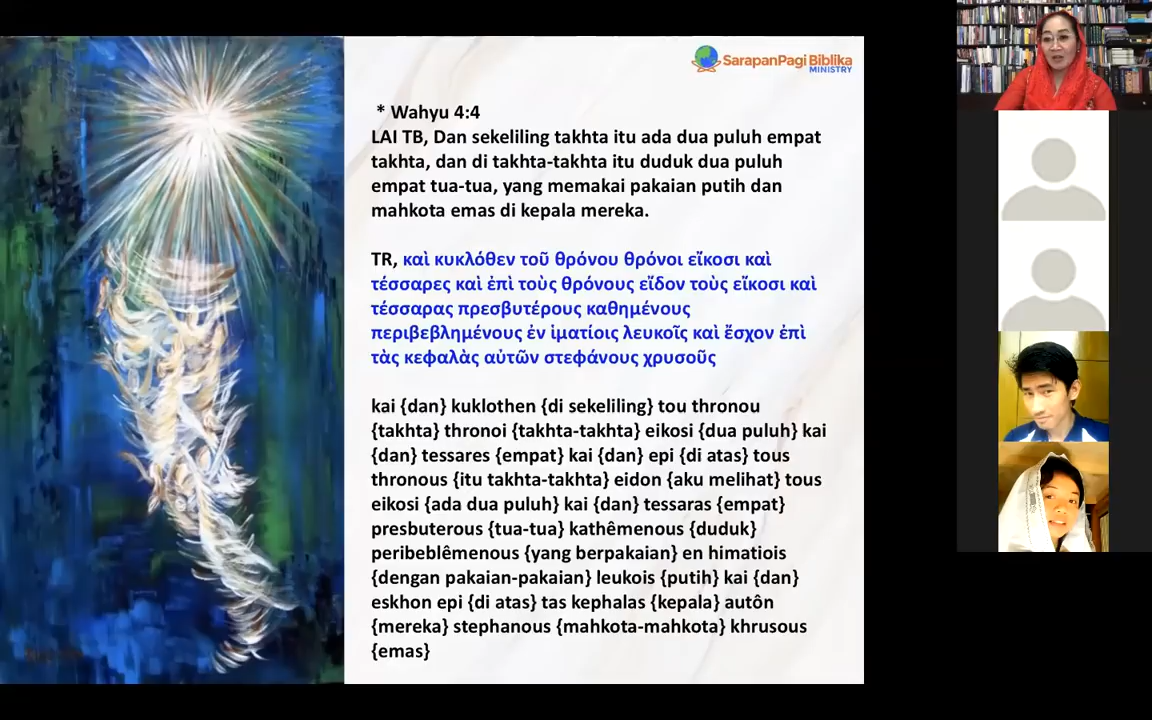 SarapanPagi Biblika
MINISTRY
* Wahyu 4:4
LAI TB, Dan sekeliling takhta itu ada dua puluh empat
takhta, dan di takhta-takhta itu duduk dua puluh
empat tua-tua, yang memakai pakaian putih dan
mahkota emas di kepala mereka.
TR, καὶ κυκλόθεν τοῦ θρόνου θρόνοι εἴκοσι καὶ
τέσσαρες καὶ ἐπὶ τοὺς θρόνους εἴδον τοὺς εἴκοσι καὶ
τέσσαρας πρεσβυτέρους καθημένους
περιβεβλημένους ἐν ἱματίοις λευκοῖς καὶ ἔσχον ἐπὶ
τὰς κεφαλὰς αὐτῶν στεφάνους χρυσοῦς
kai {dan} kuklothen {di sekeliling} tou thronou
{takhta} thronoi {takhta-takhta} eikosi {dua puluh} kai
{dan} tessares {empat} kai {dan} epi {di atas} tous
thronous {itu takhta-takhta} eidon {aku melihat} tous
eikosi {ada dua puluh} kai {dan} tessaras {empat}
presbuterous {tua-tua} kathêmenous {duduk}
peribeblêmenous {yang berpakaian} en himatiois
{dengan pakaian-pakaian} leukois {putih} kai {dan}
eskhon epi {di atas} tas kephalas {kepala} autôn
{mereka} stephanous {mahkota-mahkota} khrusous
{emas}